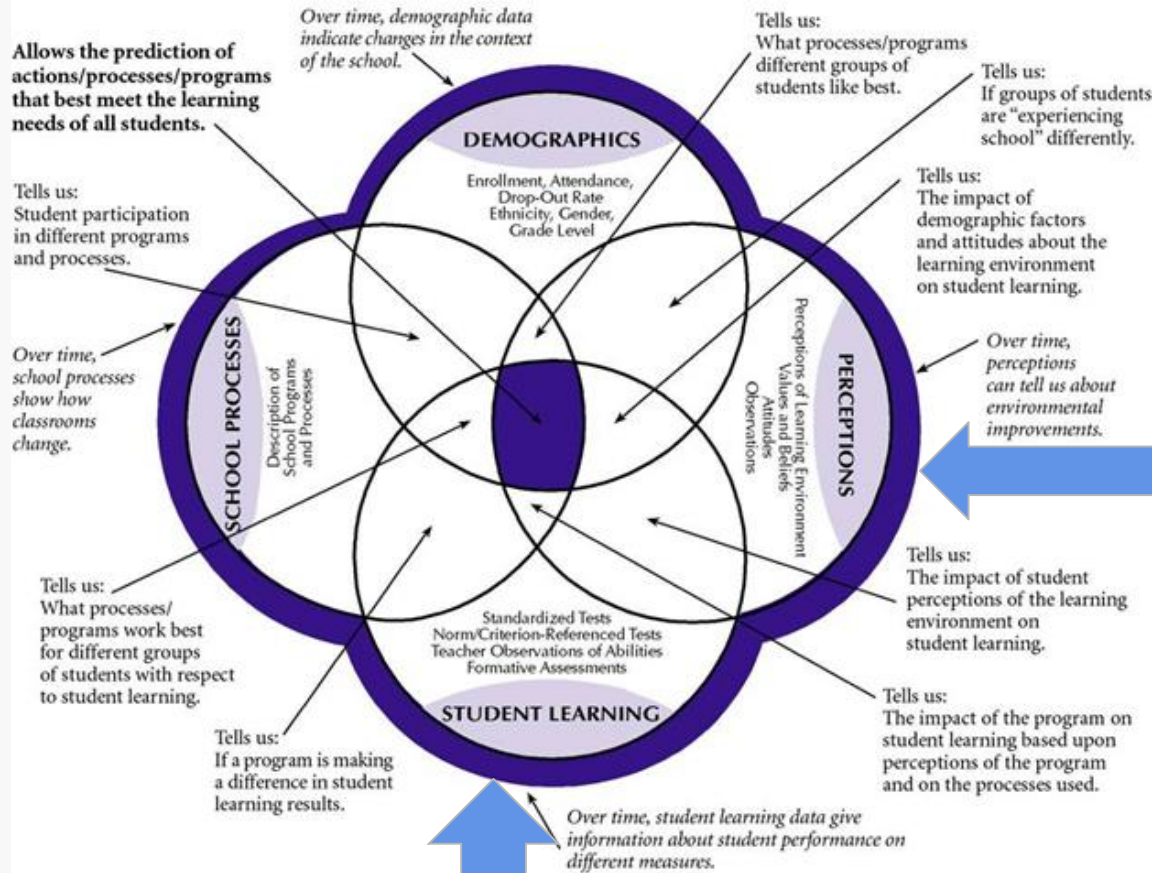 Over time, demographic data
indicate changes in the context
of the school.
Tells us:
What processes/programs
different groups of
students like best.
Allows the prediction of
actions/processes/programs
that best meet the learning
needs of all students.
Tells us:
If groups of students
are “experiencing
school” differently.
DEMOGRAPHICS
Enrollment, Attendance,
Drop-Out Rate
Ethnicity, Gender,
Grade Level
Tells us:
Student participation
in different programs
and processes.
Tells us:
The impact of
demographic factors
and attitudes about the
learning environment
on student learning.
Over time,
school processes
show how
classrooms
change.
SCHOOL PROCESSES
Description of
School Programs
and Processes
Perceptions of Learning Environment
Values and Beliefs
Attitudes
Observations
PERCEPTIONS
Over time,
perceptions
can tell us about
environmental
improvements.
Tells us:
What processes/
programs work best
for different groups
of students with respect
to student learning.
Tells us:
The impact of student
perceptions of the learning
environment on
student learning.
Standardized Tests
Norm/Criterion-Referenced Tests
Teacher Observations of Abilities
Formative Assessments
STUDENT LEARNING
Tells us:
If a program is making
a difference in student
learning results.
Tells us:
The impact of the program on
student learning based upon
perceptions of the program
and on the processes used.
Over time, student learning data give
information about student performance on
different measures.